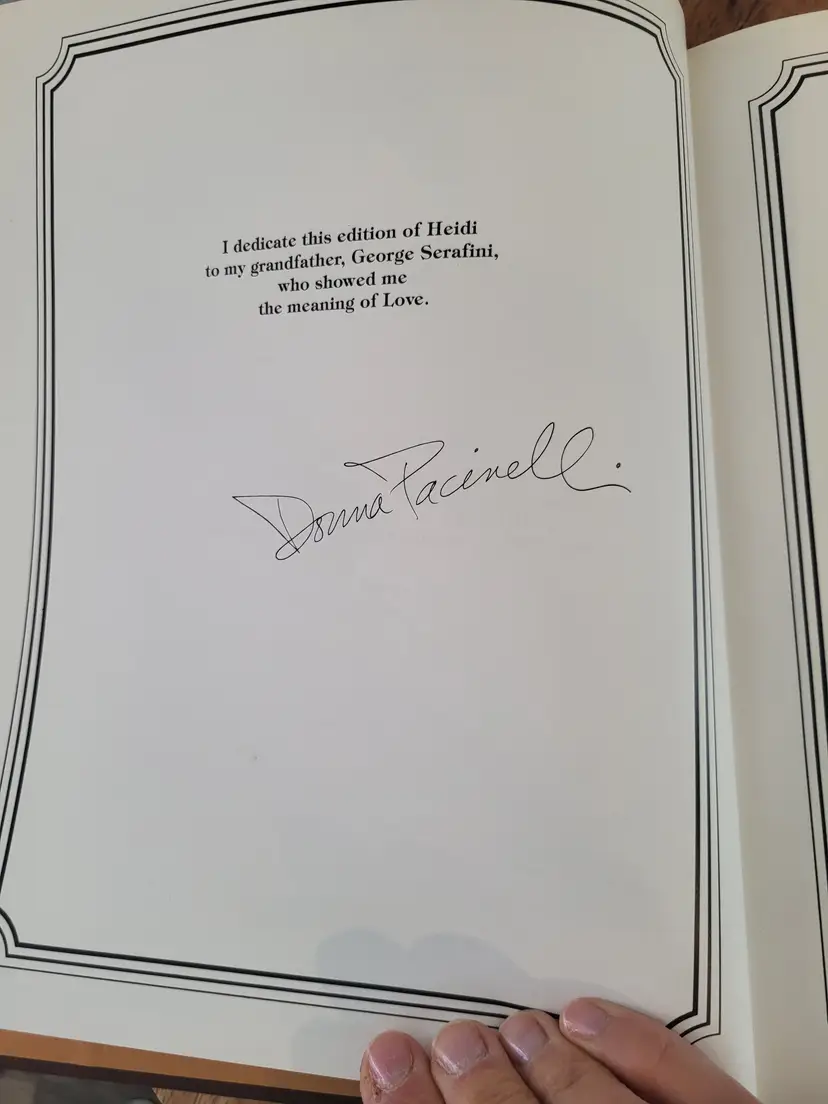 I dedicate this edition of Heidi
to my grandfather, George Serafini,
who showed me
the meaning of Love.
Donna Pacinelli